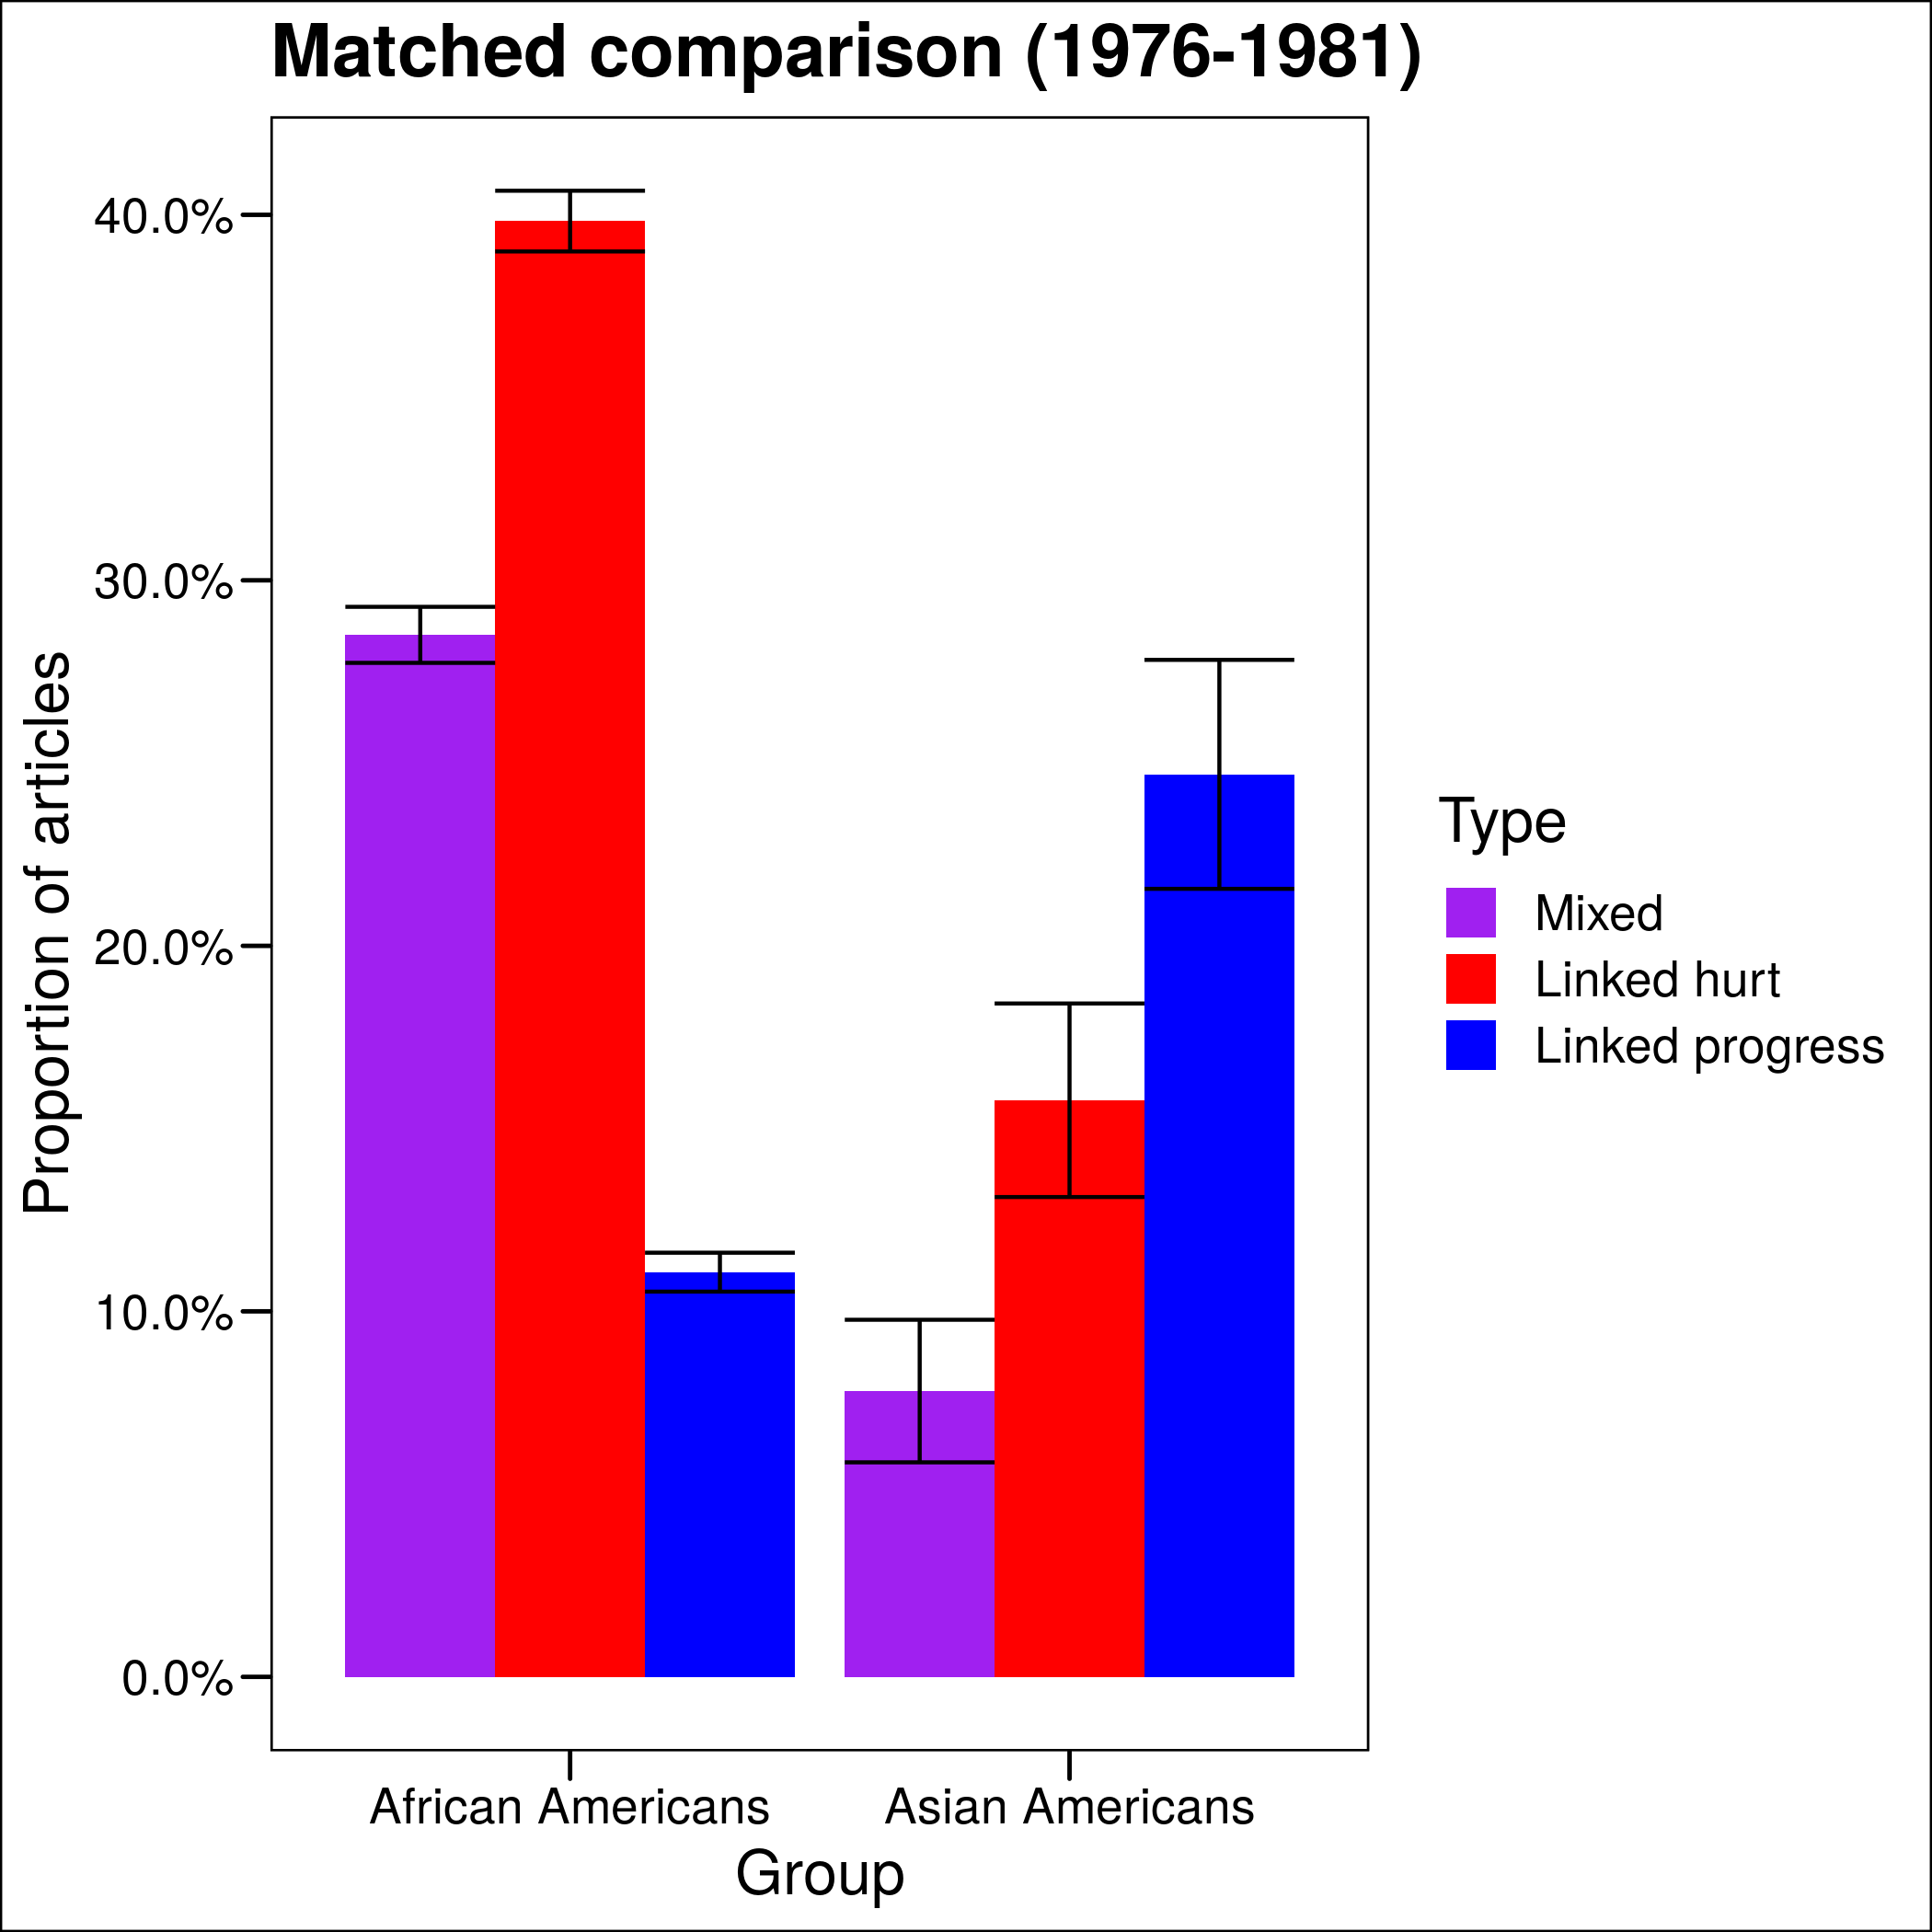 Matched comparison (1976-1981)
Proportion of articles
40.0%
30.0%
20.0%
10.0%
0.0%
African Americans
Asian Americans
Group
Type
Mixed
Linked hurt
Linked progress